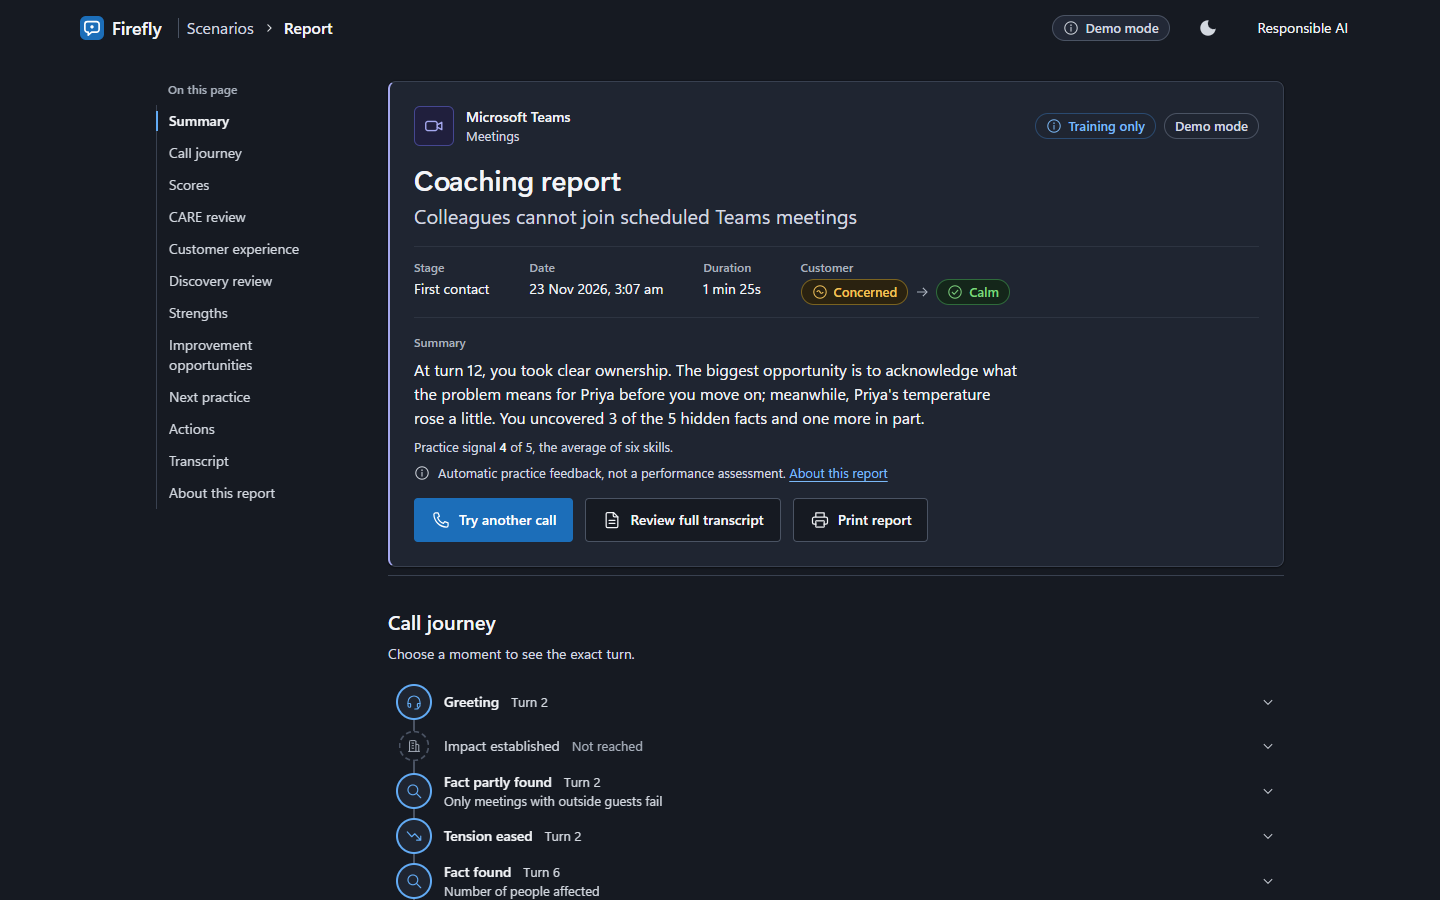 Firefly
Scenarios > Report
Demo mode
Responsible AI
On this page
Summary
Call journey
Scores
CARE review
Customer experience
Discovery review
Strengths
Improvement
opportunities
Next practice
Actions
Transcript
About this report
Microsoft Teams
Meetings
Training only
Demo mode
Coaching report
Colleagues cannot join scheduled Teams meetings
Stage
First contact
Date
23 Nov 2026, 3:07 am
Duration
1 min 25s
Customer
Concerned → Calm
Summary
At turn 12, you took clear ownership. The biggest opportunity is to acknowledge what
the problem means for Priya before you move on; meanwhile, Priya's temperature
rose a little. You uncovered 3 of the 5 hidden facts and one more in part.
Practice signal 4 of 5, the average of six skills.
Automatic practice feedback, not a performance assessment. About this report
Try another call
Review full transcript
Print report
Call journey
Choose a moment to see the exact turn.
Greeting Turn 2
Impact established Not reached
Fact partly found Turn 2
Only meetings with outside guests fail
Tension eased Turn 2
Fact found Turn 6
Number of people affected